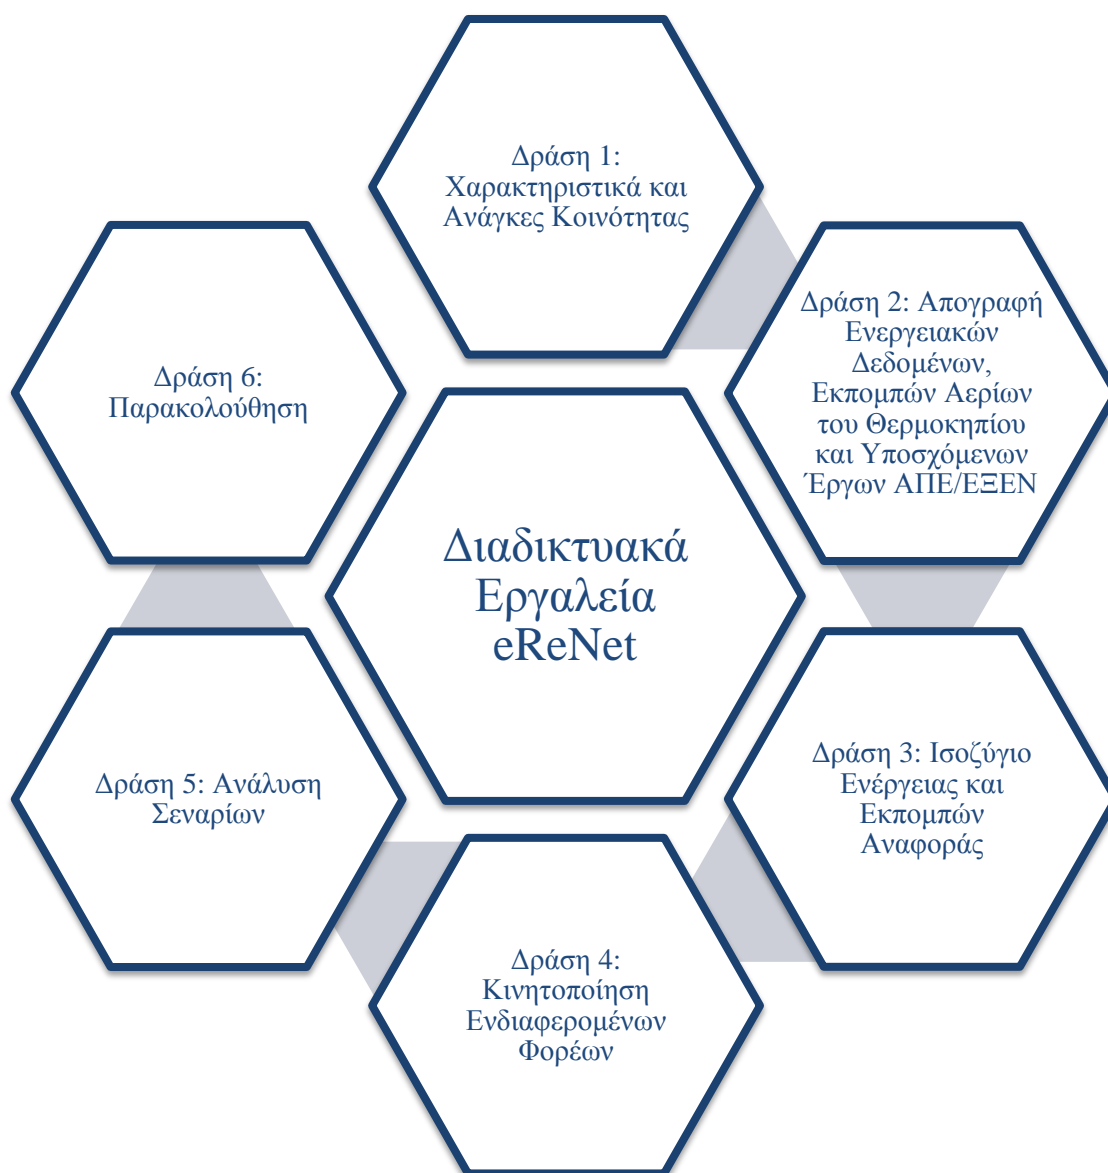 Δράση 1:
Χαρακτηριστικά και
Ανάγκες Κοινότητας
Δράση 2: Απογραφή
Ενεργειακών
Δεδομένων,
Εκπομπών Αερίων
του Θερμοκηπίου
και Υποσχόμενων
Έργων ΑΠΕ/ΕΞΕΝ
Δράση 6:
Παρακολούθηση
Διαδικτυακά
Εργαλεία
eReNet
Δράση 3: Ισοζύγιο
Ενέργειας και
Εκπομπών
Αναφοράς
Δράση 5: Ανάλυση
Σεναρίων
Δράση 4:
Κινητοποίηση
Ενδιαφερομένων
Φορέων